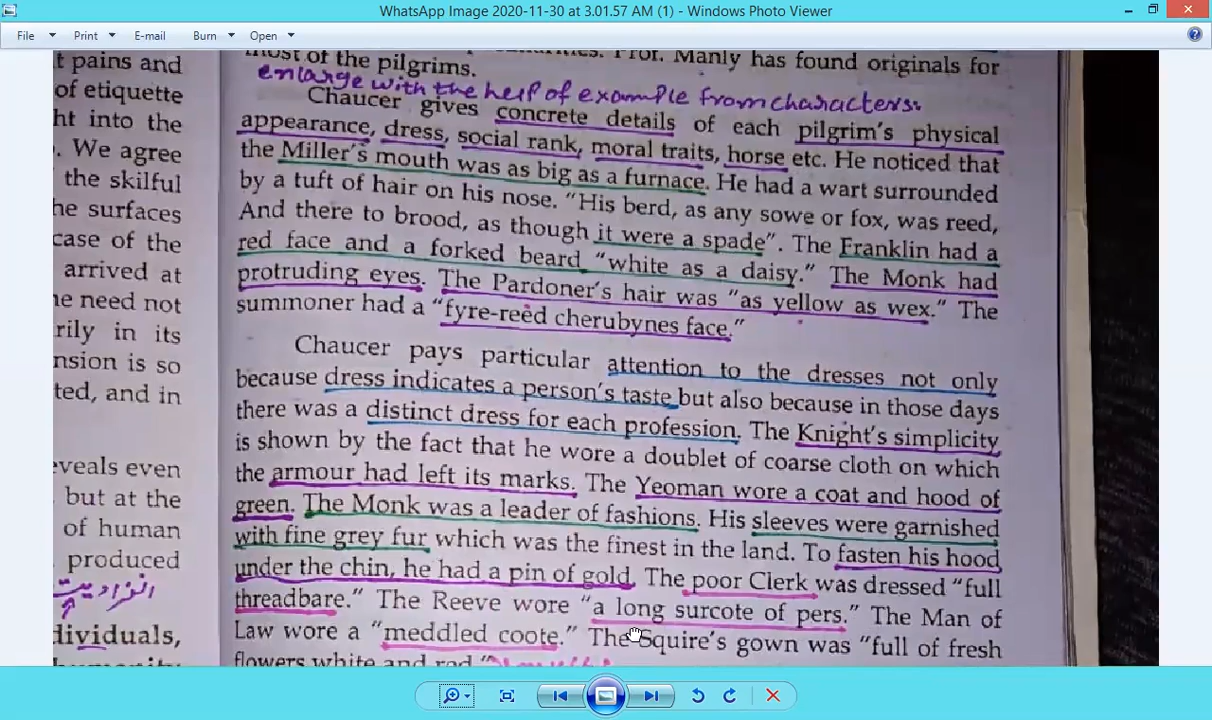 WhatsApp Image 2020-11-30 at 3.01.57 AM (1) - Windows Photo Viewer
File Print E-mail Burn Open
most of the pilgrims. Prof. Manly has found originals for
enlarge with the help of example from characters.
Chaucer gives concrete details of each pilgrim's physical
appearance, dress, social rank, moral traits, horse etc. He noticed that
the Miller's mouth was as big as a furnace. He had a wart surrounded
by a tuft of hair on his nose. “His berd, as any sowe or fox, was reed,
And there to brood, as though it were a spade”. The Franklin had a
red face and a forked beard “white as a daisy.” The Monk had
protruding eyes. The Pardoner's hair was “as yellow as wex.” The
summoner had a “fyre-reed cherubynes face.”
Chaucer pays particular attention to the dresses not only
because dress indicates a person's taste but also because in those days
there was a distinct dress for each profession. The Knight's simplicity
is shown by the fact that he wore a doublet of coarse cloth on which
the armour had left its marks. The Yeoman wore a coat and hood of
green. The Monk was a leader of fashions. His sleeves were garnished
with fine grey fur which was the finest in the land. To fasten his hood
under the chin, he had a pin of gold. The poor Clerk was dressed “full
threadbare.” The Reeve wore “a long surcote of pers.” The Man of
Law wore a “meddled coote.” The Squire's gown was “full of fresh
flowers white and red”
t pains and
of etiquette
ht into the
. We agree
the skilful
he surfaces
case of the
arrived at
ne need not
rily in its
nsion is so
ted, and in
eveals even
but at the
of human
produced
dividuals,